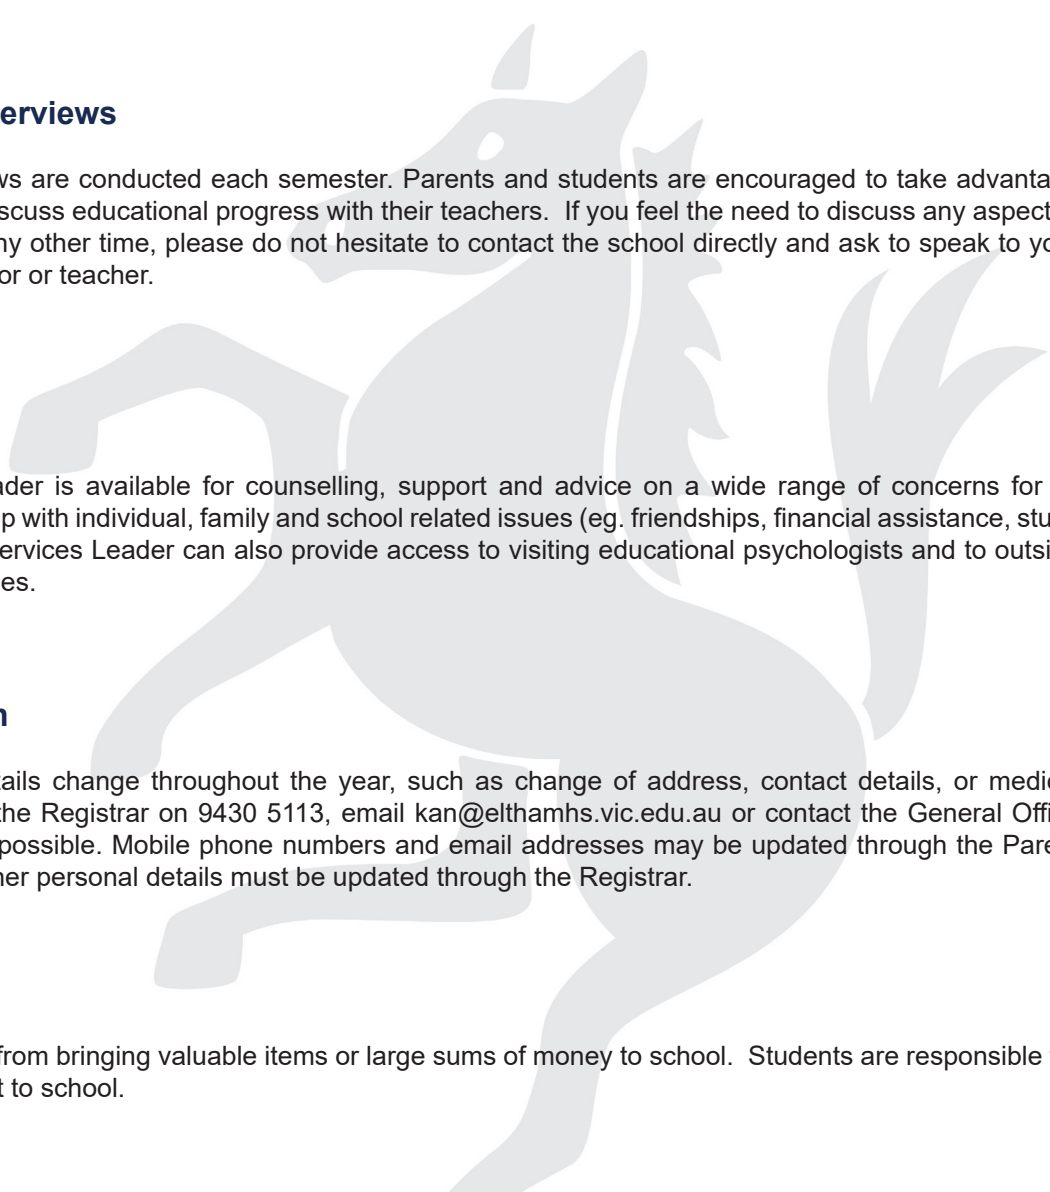 erviews
ws are conducted each semester. Parents and students are encouraged to take advanta
iscuss educational progress with their teachers.  If you feel the need to discuss any aspect
ny other time, please do not hesitate to contact the school directly and ask to speak to yo
or or teacher.
ader is available for counselling, support and advice on a wide range of concerns for
p with individual, family and school related issues (eg. friendships, financial assistance, stu
ervices Leader can also provide access to visiting educational psychologists and to outsi
es.
n
tails change throughout the year, such as change of address, contact details, or medic
the Registrar on 9430 5113, email kan@elthamhs.vic.edu.au or contact the General Offi
possible. Mobile phone numbers and email addresses may be updated through the Pare
her personal details must be updated through the Registrar.
from bringing valuable items or large sums of money to school.  Students are responsible
t to school.